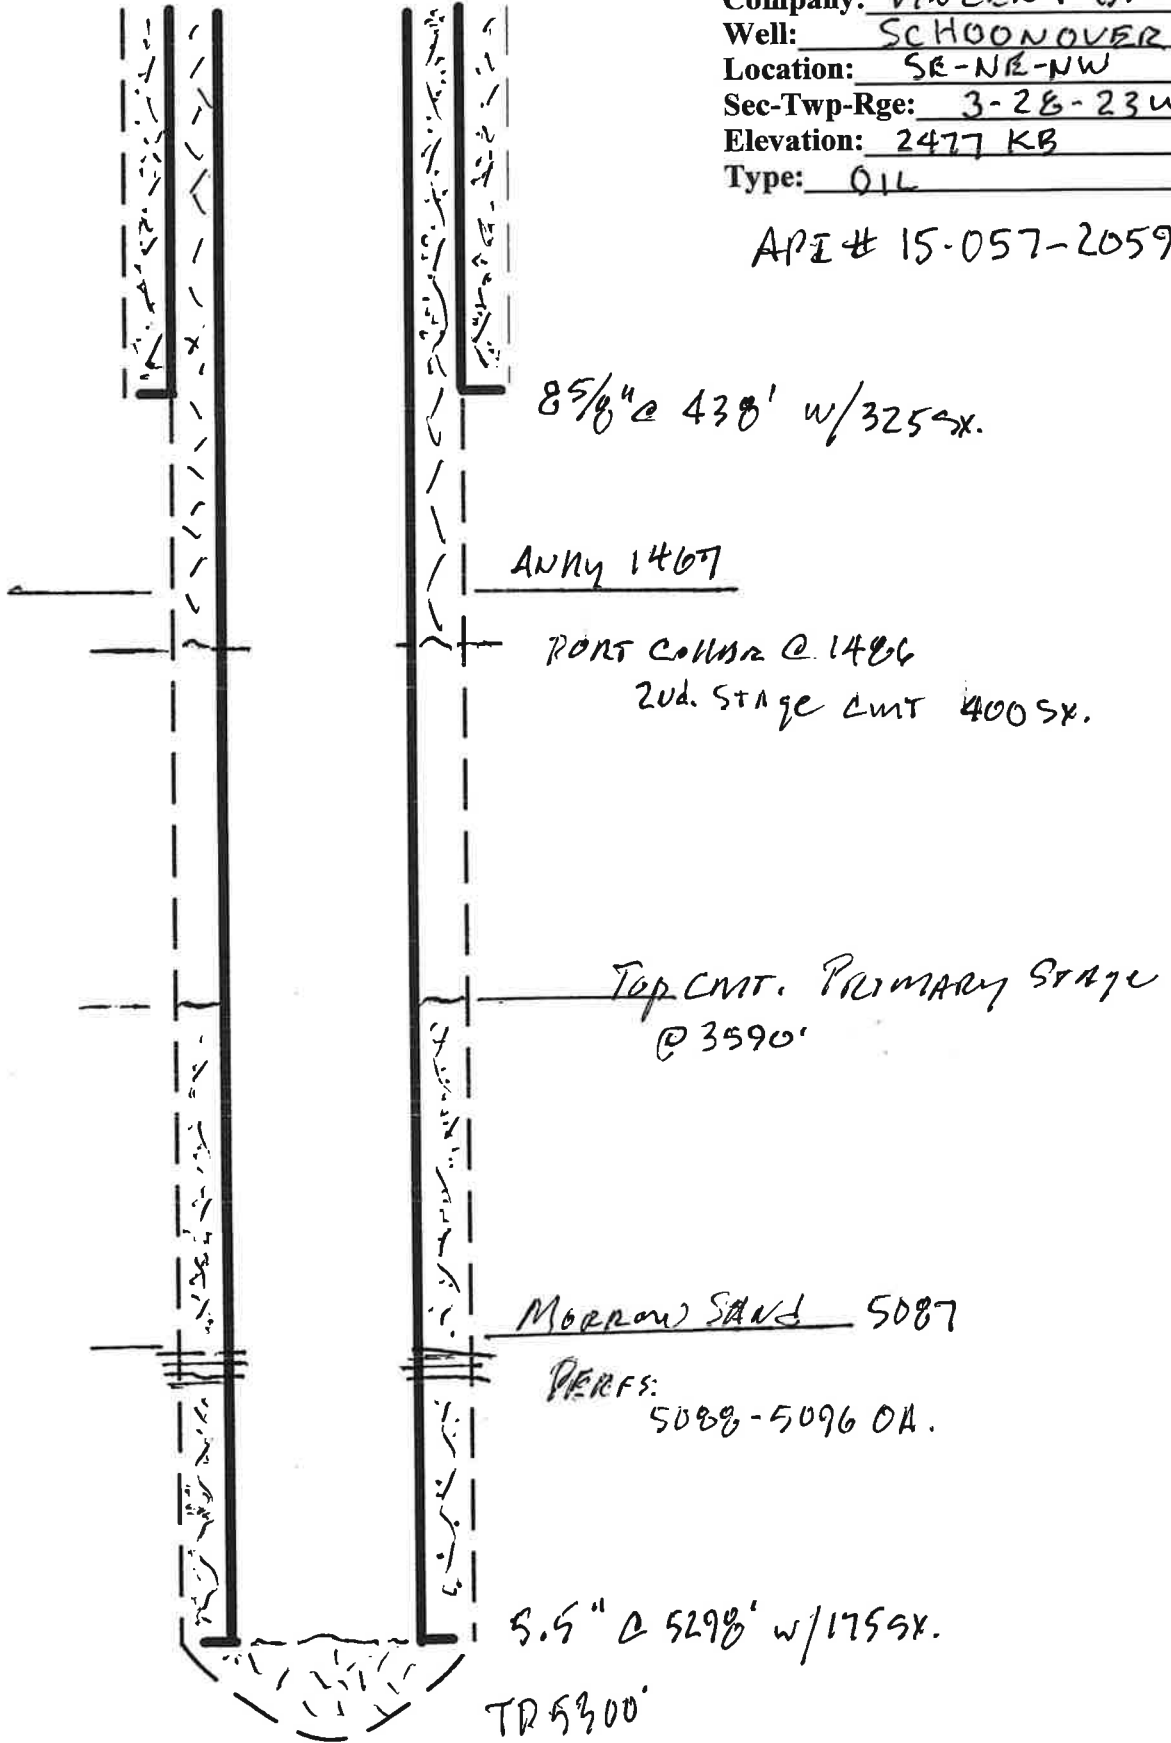 Company: VINCENT
Well: SCHOONOVER
Location: SE-NE-NW
Sec-Twp-Rge: 3-28-23W
Elevation: 2477 KB
Type: OIL
API # 15-057-2059
8 5/8" @ 438' w/325 sx.
ANHy 1467
PORT COLLAR @ 1486
2nd. STAge CMT 400 SX.
Top CMT. PRIMARY STAge
@ 3590'
MORROW SAND 5087
PERFS:
5088-5096 OA.
5.5" @ 5298' w/175 SX.
TD 5300'